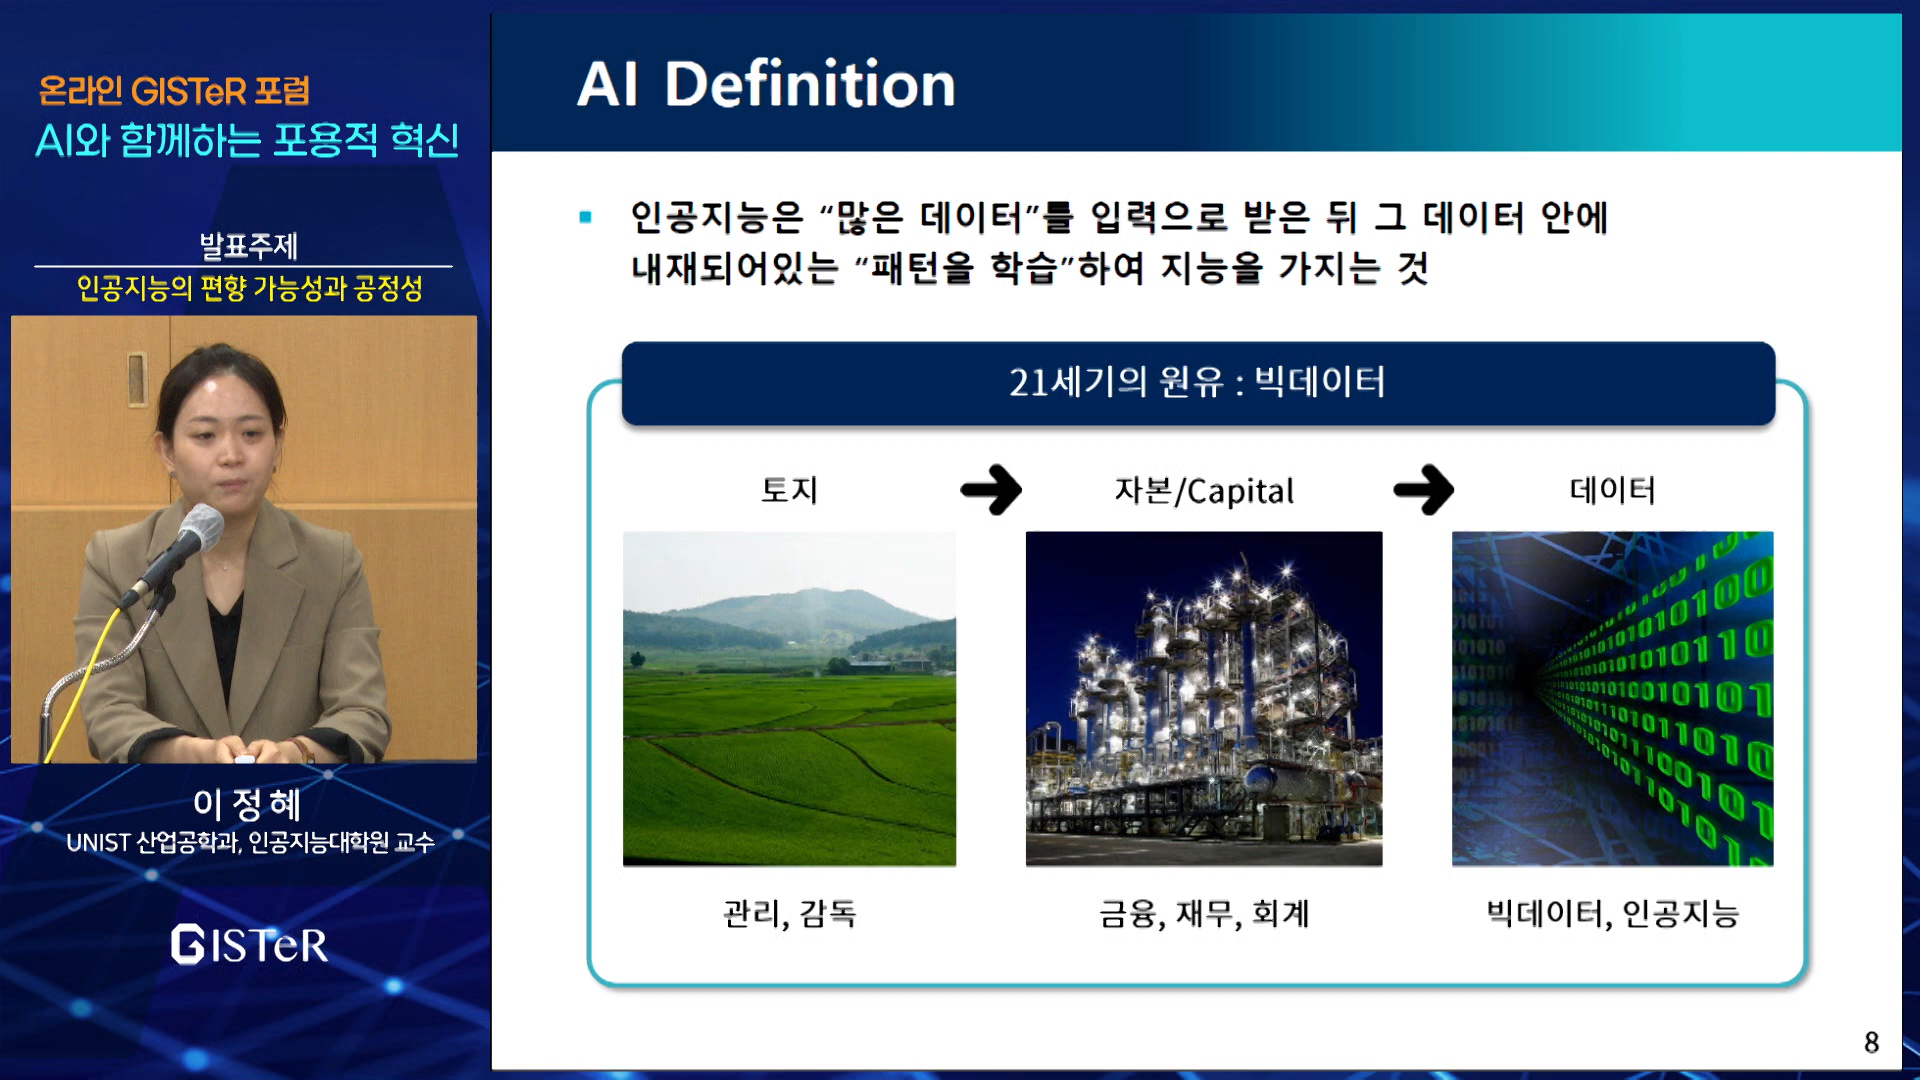 온라인 GISTeR 포럼
AI와 함께하는 포용적 혁신
발표주제
인공지능의 편향 가능성과 공정성
이정혜
UNIST 산업공학과, 인공지능대학원 교수
GISTeR
AI Definition
인공지능은 “많은 데이터”를 입력으로 받은 뒤 그 데이터 안에
내재되어있는 “패턴을 학습”하여 지능을 가지는 것
21세기의 원유 : 빅데이터
토지
자본/Capital
데이터
관리, 감독
금융, 재무, 회계
빅데이터, 인공지능
8